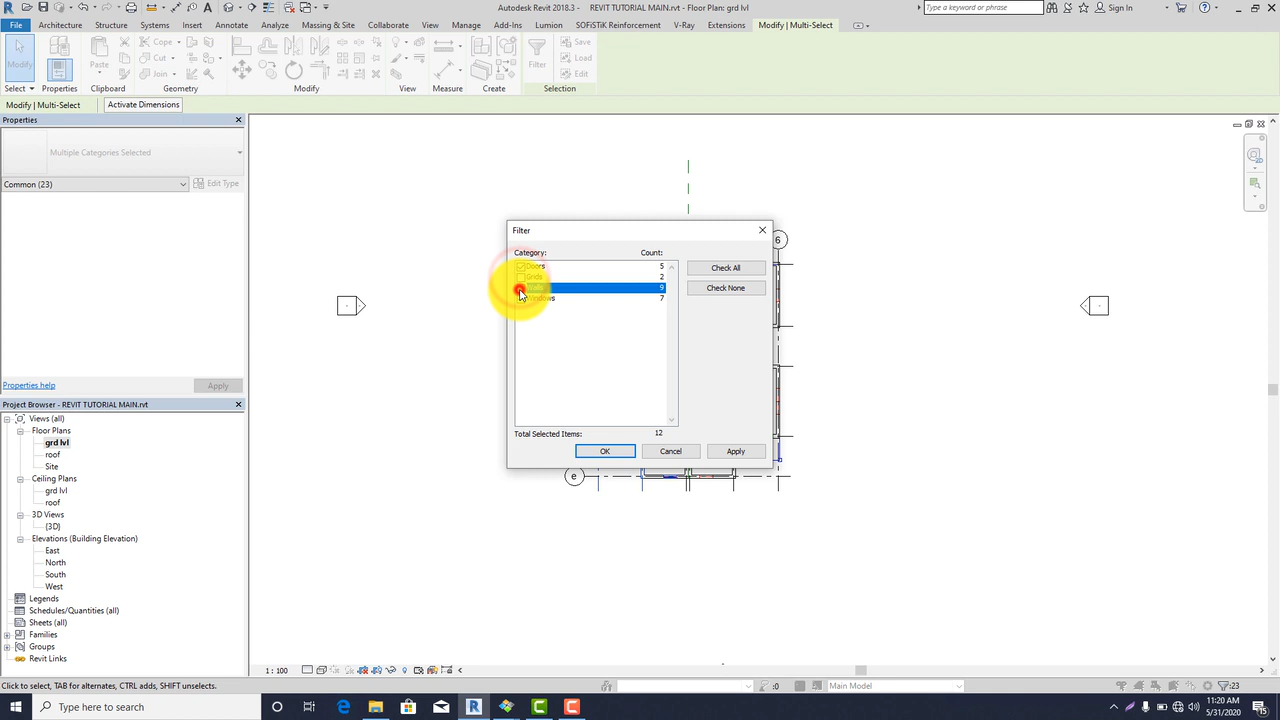 Autodesk Revit 2018.3 - REVIT TUTORIAL MAIN.rvt - Floor Plan: grd lvl
Type a keyword or phrase
Sign In
File Architecture Structure Systems Insert Annotate Analyze Massing & Site Collaborate View Manage Add-Ins Lumion SOFiSTiK Reinforcement V-Ray Extensions Modify | Multi-Select
Modify Paste Cope Cut Join Filter Save Load Edit
Select Properties Clipboard Geometry Modify View Measure Create Selection
Modify | Multi-Select Activate Dimensions
Properties
Multiple Categories Selected
Common (23) Edit Type
Properties help Apply
Project Browser - REVIT TUTORIAL MAIN.rvt
Views (all)
Floor Plans
grd lvl
roof
Site
Ceiling Plans
grd lvl
roof
3D Views
{3D}
Elevations (Building Elevation)
East
North
South
West
Legends
Schedules/Quantities (all)
Sheets (all)
Families
Groups
Revit Links
Filter
Category: Count:
Doors 5
Grids 2
Walls 9
Windows 7
Check All
Check None
Total Selected Items: 12
OK Cancel Apply
6
e
1 : 100
Click to select, TAB for alternates, CTRL adds, SHIFT unselects.
:0 Main Model :23
Type here to search
11:20 AM
5/31/2020